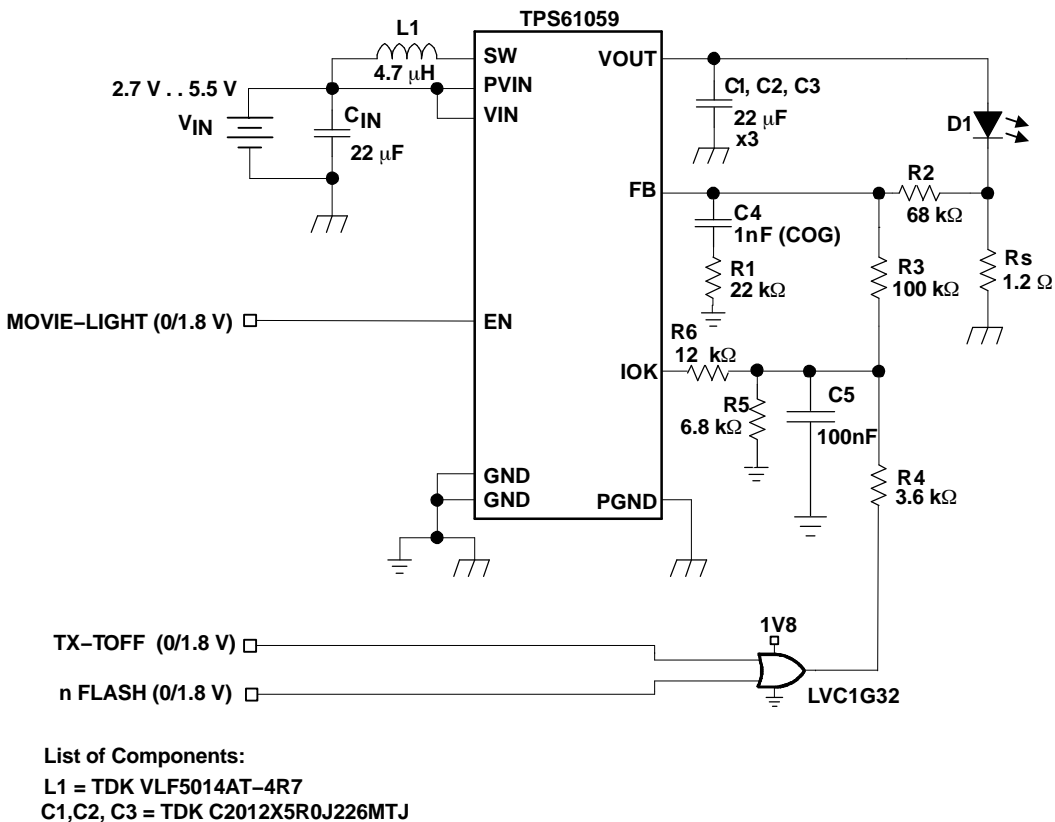 TPS61059
L1
4.7 μH
SW
PVIN
VIN
VOUT
2.7 V . . 5.5 V
VIN
CIN
22 μF
C1, C2, C3
22 μF
x3
D1
FB
R2
68 kΩ
C4
1nF (COG)
R1
22 kΩ
R3
100 kΩ
Rs
1.2 Ω
MOVIE–LIGHT (0/1.8 V)
EN
R6
12 kΩ
IOK
R5
6.8 kΩ
C5
100nF
R4
3.6 kΩ
GND
GND
PGND
1V8
TX–TOFF (0/1.8 V)
n FLASH (0/1.8 V)
LVC1G32
List of Components:
L1 = TDK VLF5014AT–4R7
C1,C2, C3 = TDK C2012X5R0J226MTJ